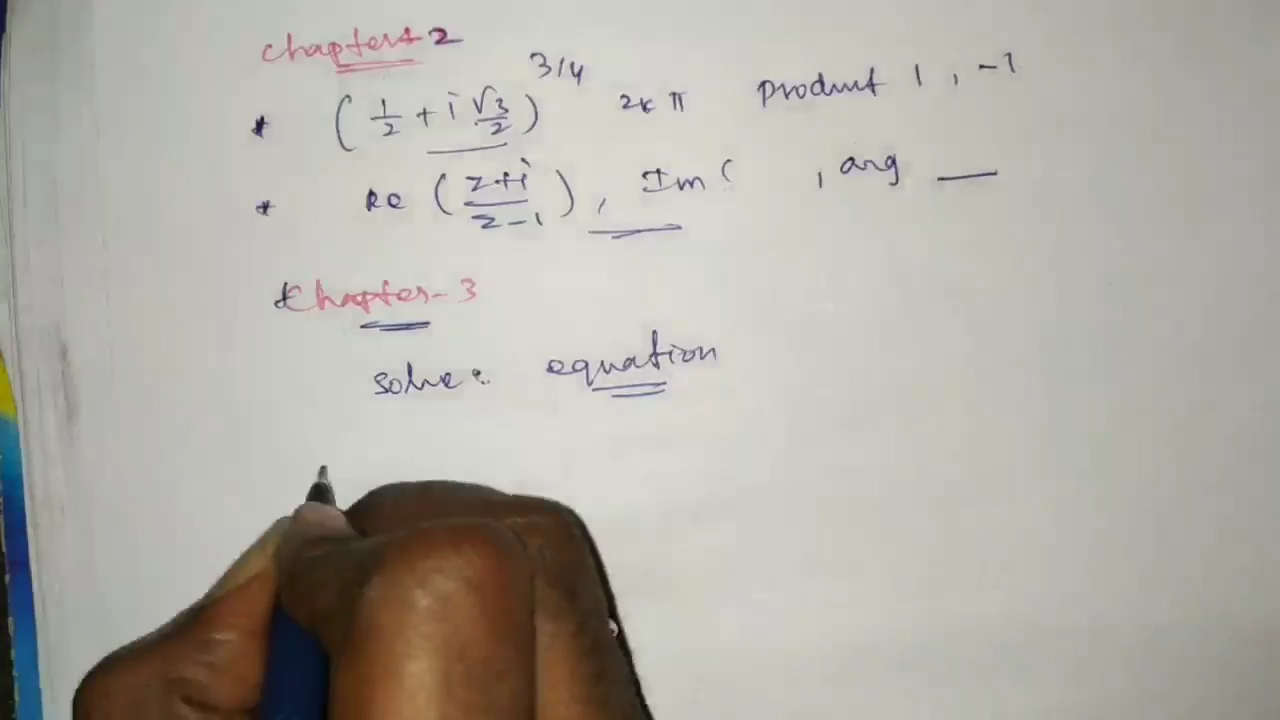 Chapter 2
* (1/2 + i √3/2)^3/4 2kπ product 1, -1
* Re (z+i / z-1), Im ( , arg __
Chapter-3
solve: equation